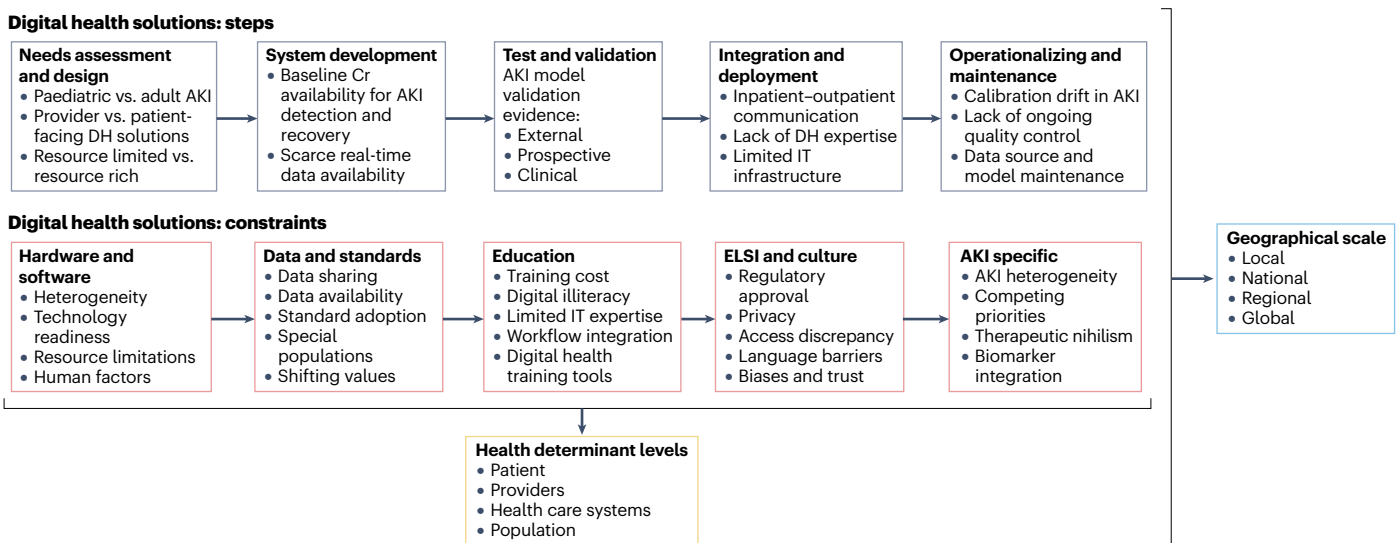 Digital health solutions: steps
Needs assessment
and design
• Paediatric vs. adult AKI
• Provider vs. patient-
facing DH solutions
• Resource limited vs.
resource rich
System development
• Baseline Cr
availability for AKI
detection and
recovery
• Scarce real-time
data availability
Test and validation
AKI model
validation
evidence:
• External
• Prospective
• Clinical
Integration and
deployment
• Inpatient–outpatient
communication
• Lack of DH expertise
• Limited IT
infrastructure
Operationalizing and
maintenance
• Calibration drift in AKI
• Lack of ongoing
quality control
• Data source and
model maintenance
Digital health solutions: constraints
Hardware and
software
• Heterogeneity
• Technology
readiness
• Resource limitations
• Human factors
Data and standards
• Data sharing
• Data availability
• Standard adoption
• Special
populations
• Shifting values
Education
• Training cost
• Digital illiteracy
• Limited IT expertise
• Workflow integration
• Digital health
training tools
ELSI and culture
• Regulatory
approval
• Privacy
• Access discrepancy
• Language barriers
• Biases and trust
AKI specific
• AKI heterogeneity
• Competing
priorities
• Therapeutic nihilism
• Biomarker
integration
Geographical scale
• Local
• National
• Regional
• Global
Health determinant levels
• Patient
• Providers
• Health care systems
• Population